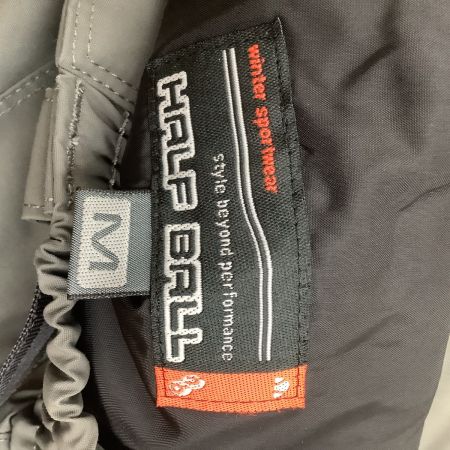 HALF BALL
style beyond performance
winter sportwear
M